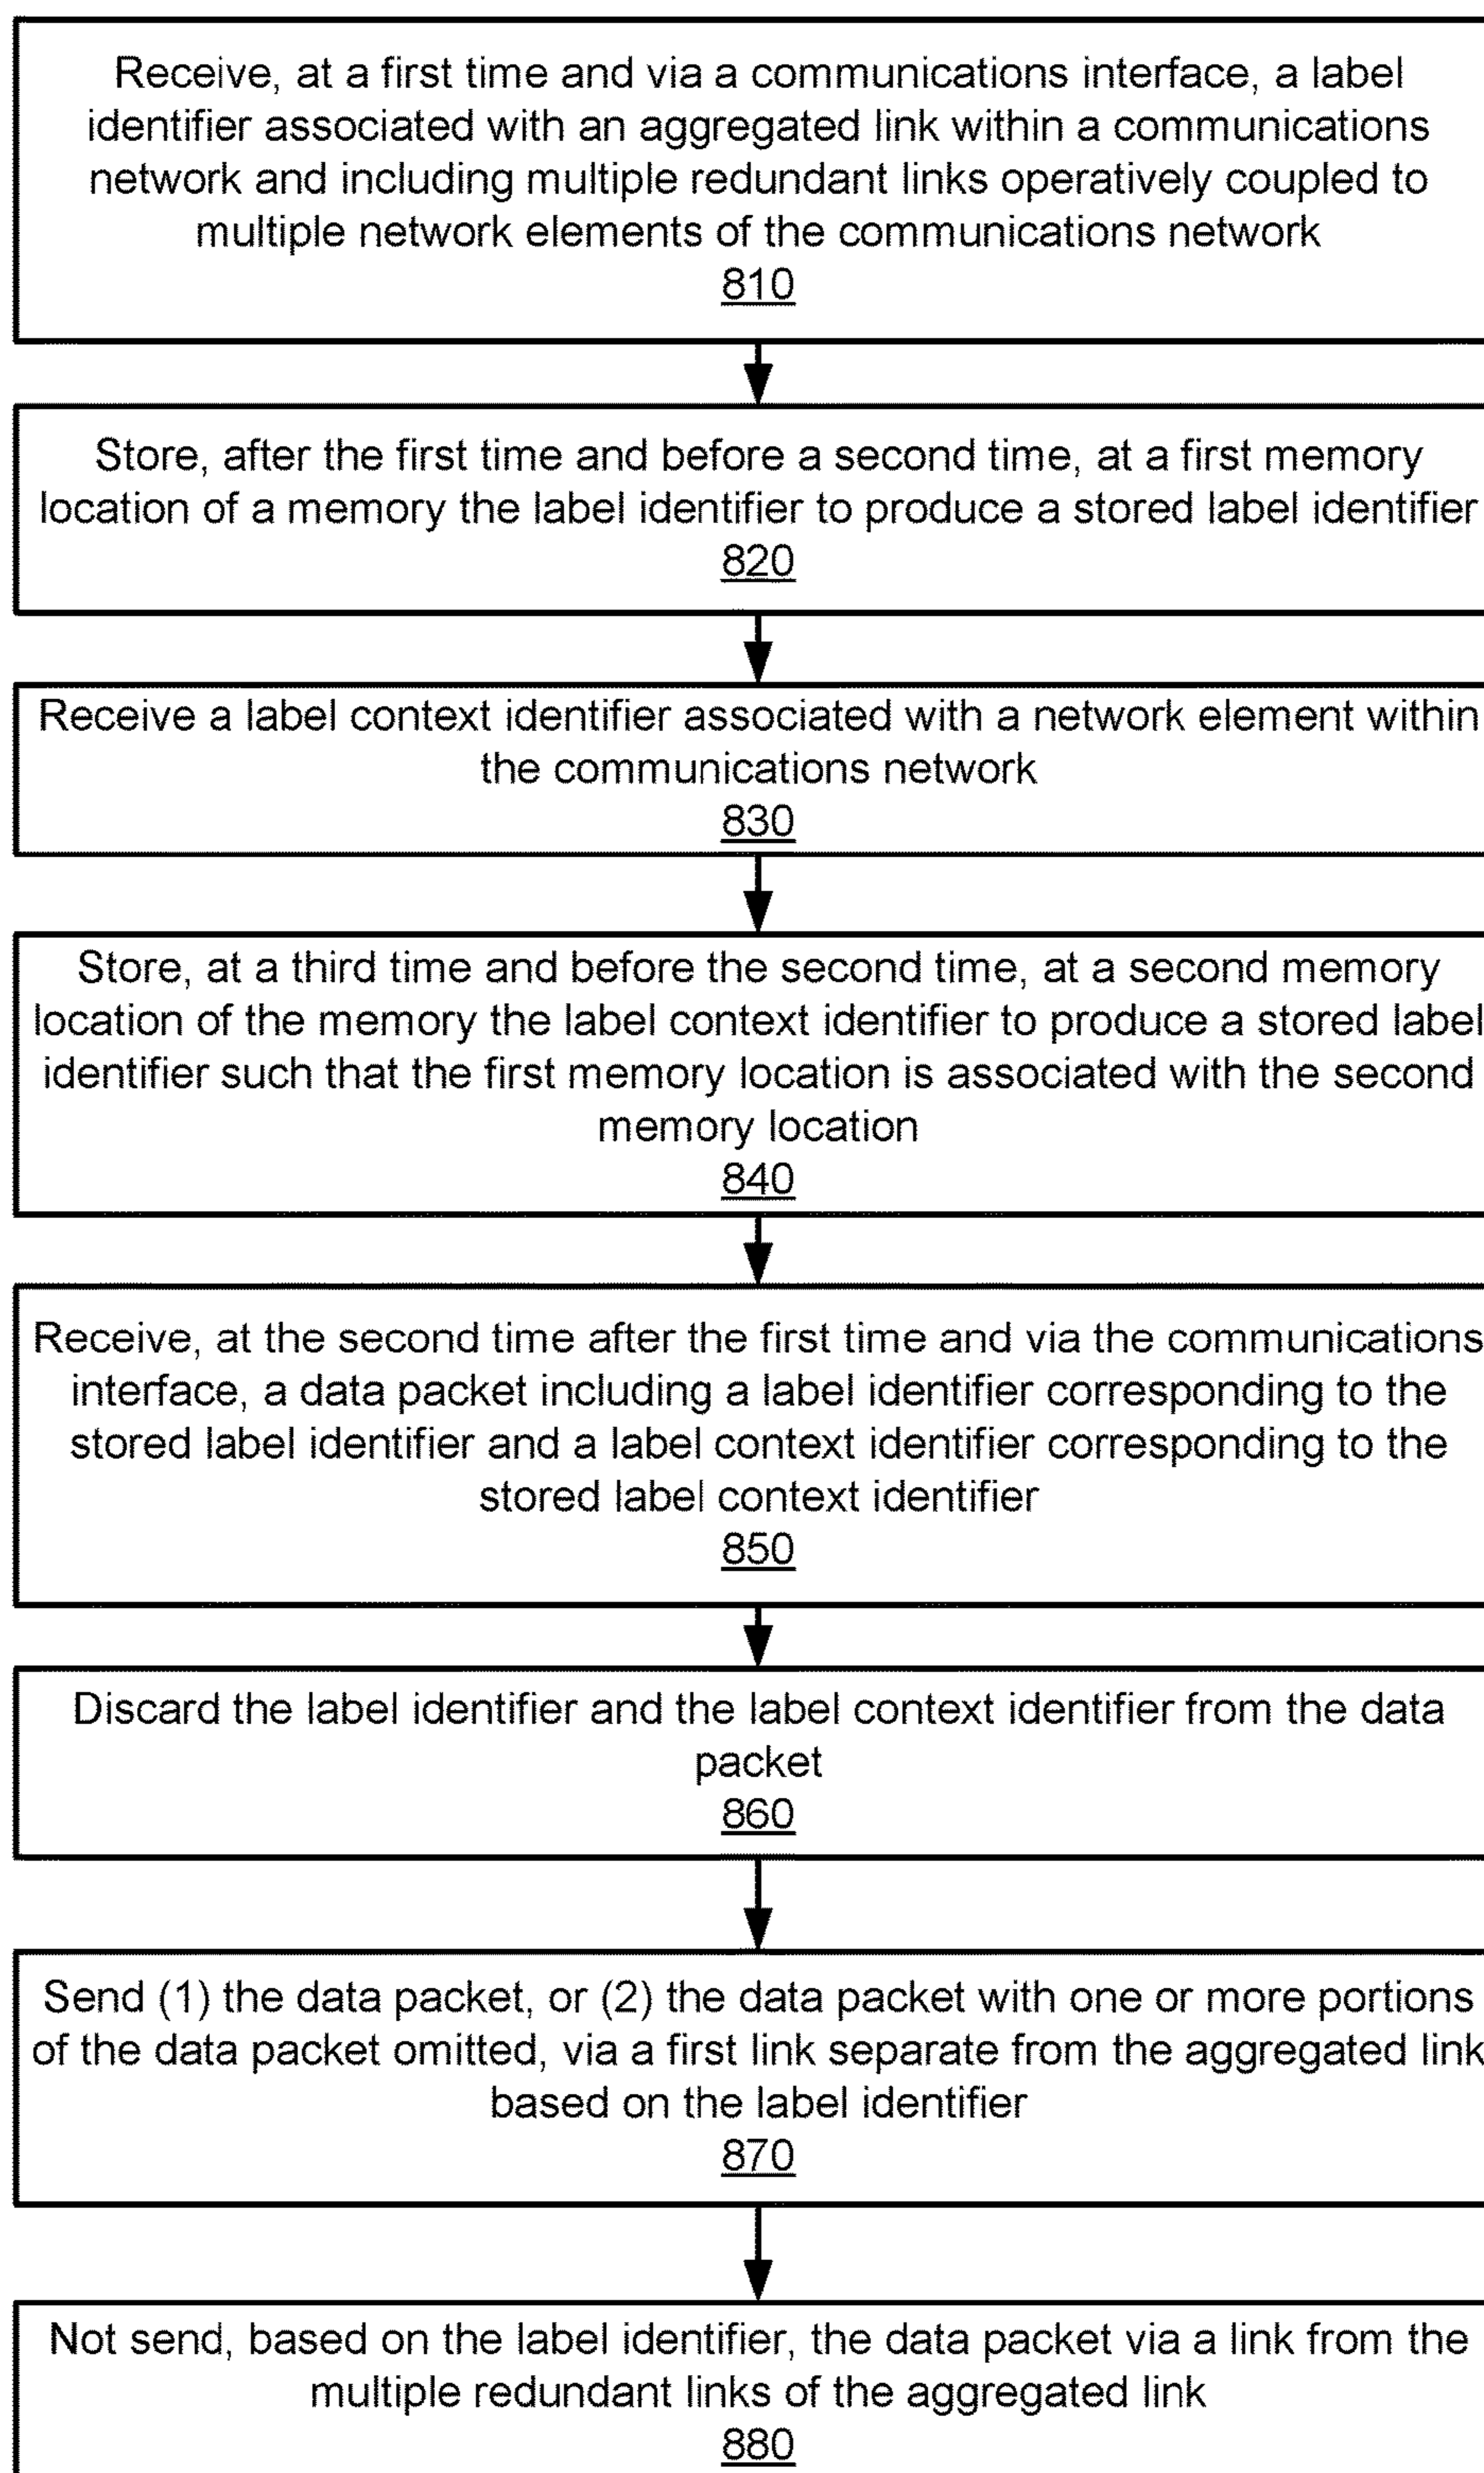 Receive, at a first time and via a communications interface, a label
identifier associated with an aggregated link within a communications
network and including multiple redundant links operatively coupled to
multiple network elements of the communications network
810
Store, after the first time and before a second time, at a first memory
location of a memory the label identifier to produce a stored label identifier
820
Receive a label context identifier associated with a network element within
the communications network
830
Store, at a third time and before the second time, at a second memory
location of the memory the label context identifier to produce a stored label
identifier such that the first memory location is associated with the second
memory location
840
Receive, at the second time after the first time and via the communications
interface, a data packet including a label identifier corresponding to the
stored label identifier and a label context identifier corresponding to the
stored label context identifier
850
Discard the label identifier and the label context identifier from the data
packet
860
Send (1) the data packet, or (2) the data packet with one or more portions
of the data packet omitted, via a first link separate from the aggregated link
based on the label identifier
870
Not send, based on the label identifier, the data packet via a link from the
multiple redundant links of the aggregated link
880